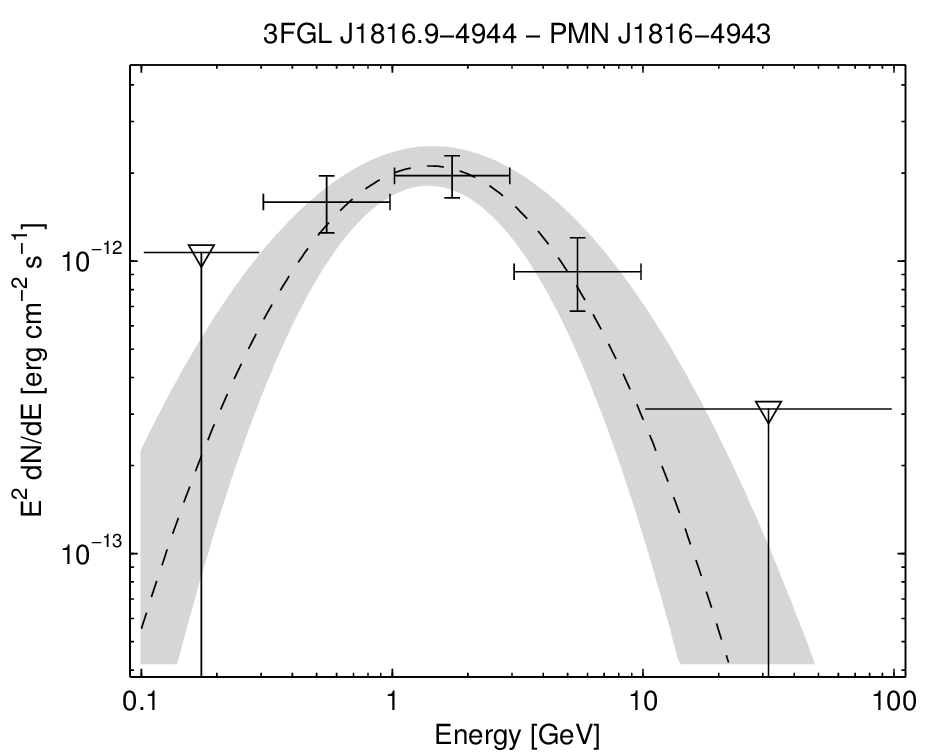 3FGL J1816.9−4944 − PMN J1816−4943
E² dN/dE [erg cm⁻² s⁻¹]
10⁻¹²
10⁻¹³
0.1 1 10 100
Energy [GeV]